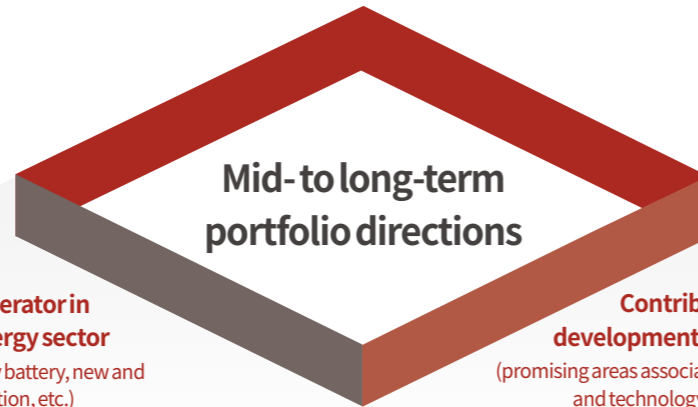 Mid- to long-term
portfolio directions
erator in
ergy sector
battery, new and
tion, etc.)
Contrib
development
(promising areas associa
and technology